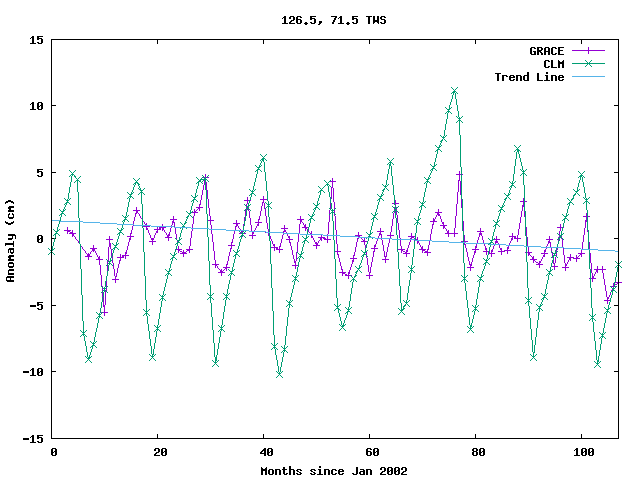 126.5, 71.5 TWS
GRACE
CLM
Trend Line
Anomaly (cm)
15
10
5
0
-5
-10
-15
0 20 40 60 80 100
Months since Jan 2002